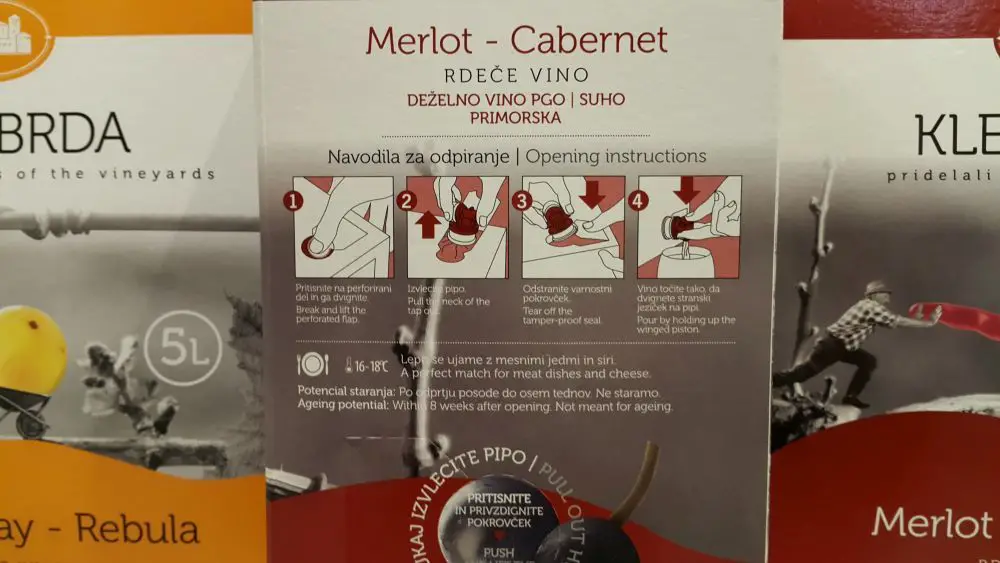 BRDA
s of the vineyards
5L
ay - Rebula
Merlot - Cabernet
RDEČE VINO
DEŽELNO VINO PGO | SUHO
PRIMORSKA
Navodila za odpiranje | Opening instructions
1
2
3
4
Pritisnite na perforirani
del in ga dvignite.
Break and lift the
perforated flap.
Izvlecite pipo.
Pull the neck of the
tap out.
Odstranite varnostni
pokrovček.
Tear off the
tamper-proof seal.
Vino točite tako, da
dvignete stranski
jeziček na pipi.
Pour by holding up the
winged piston.
16-18°C
Lepo se ujame z mesnimi jedmi in siri.
A perfect match for meat dishes and cheese.
Potencial staranja: Po odprtju posode do osem tednov. Ne staramo.
Ageing potential: Within 8 weeks after opening. Not meant for ageing.
UKAJ IZVLECITE PIPO | PULL OUT H
PRITISNITE
IN PRIVZDIGNITE
POKROVČEK
PUSH
KLE
pridelali
Merlot